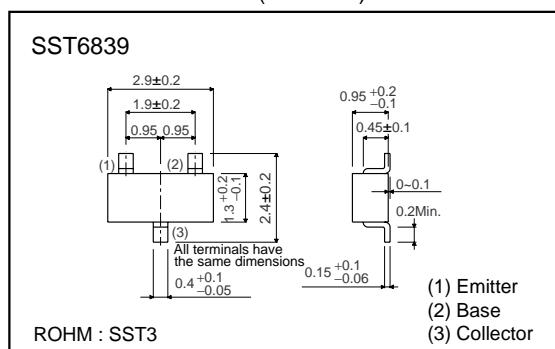 SST6839
2.9±0.2
1.9±0.2
0.95 0.95
(1)
(2)
1.3 +0.2 −0.1
2.4±0.2
(3)
All terminals have
the same dimensions
0.4 +0.1 −0.05
0.95 +0.2 −0.1
0.45±0.1
0~0.1
0.2Min.
0.15 +0.1 −0.06
(1) Emitter
(2) Base
(3) Collector
ROHM : SST3